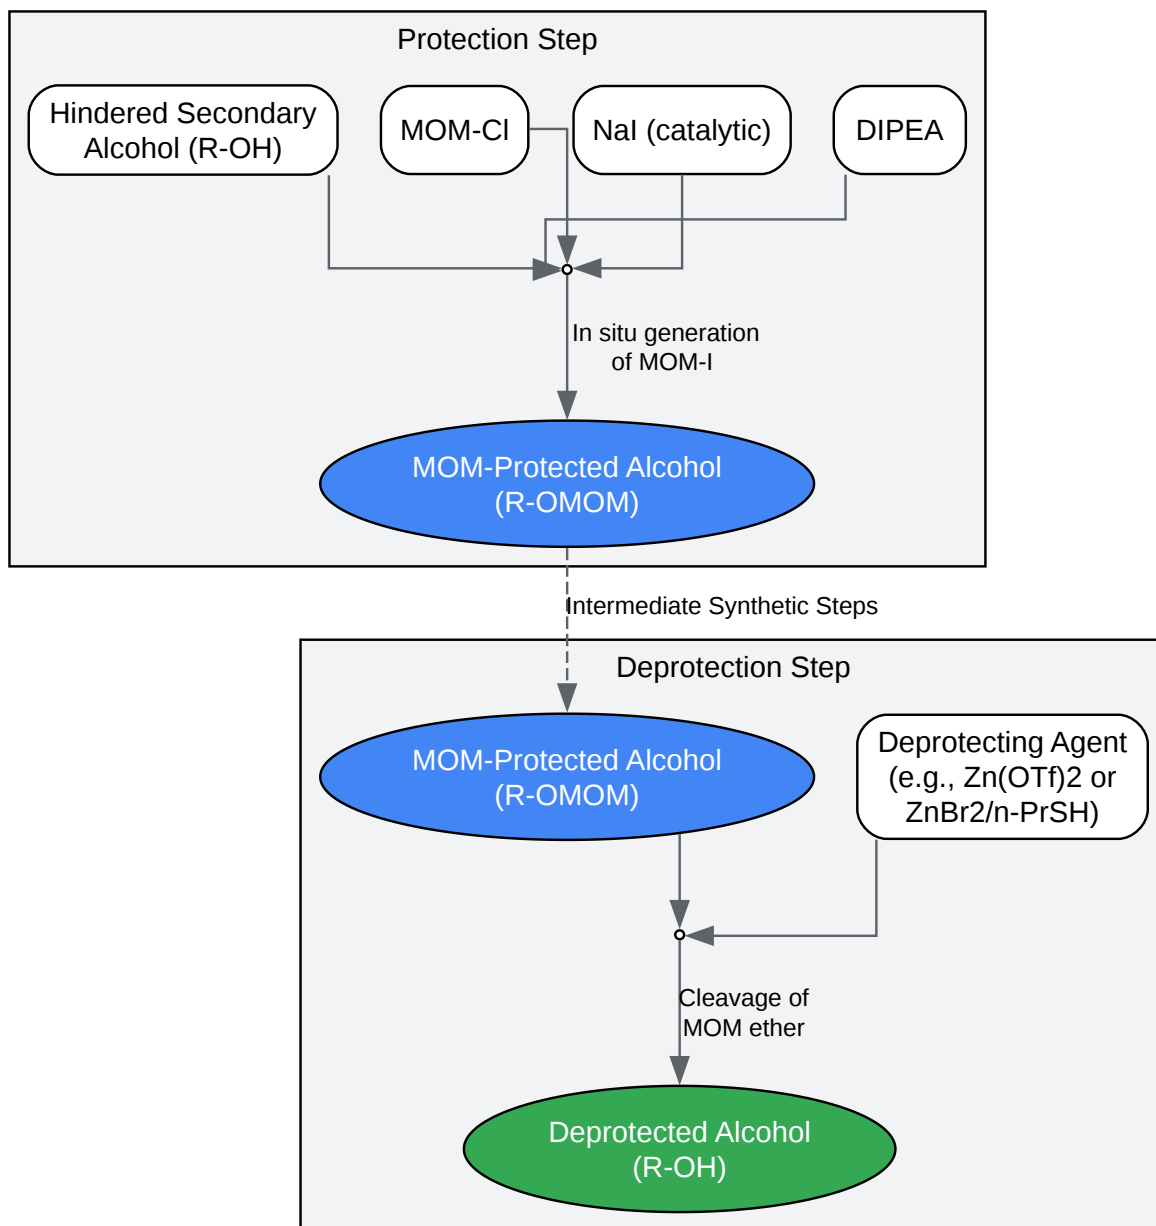 Protection Step
Hindered Secondary
Alcohol (R-OH)
MOM-Cl
NaI (catalytic)
DIPEA
In situ generation
of MOM-I
MOM-Protected Alcohol
(R-OMOM)
Intermediate Synthetic Steps
Deprotection Step
MOM-Protected Alcohol
(R-OMOM)
Deprotecting Agent
(e.g., Zn(OTf)2 or
ZnBr2/n-PrSH)
Cleavage of
MOM ether
Deprotected Alcohol
(R-OH)